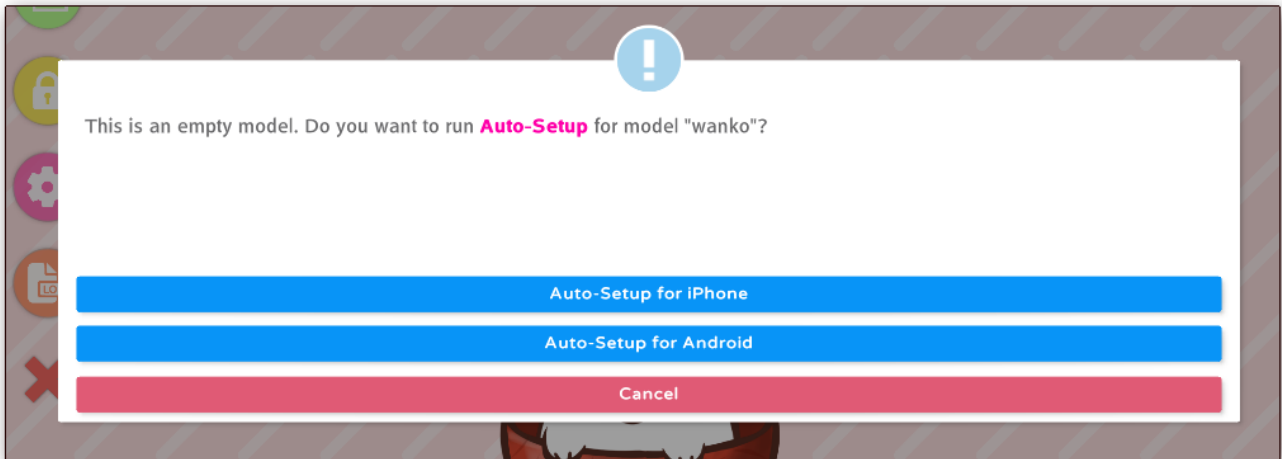 This is an empty model. Do you want to run Auto-Setup for model "wanko"?
Auto-Setup for iPhone
Auto-Setup for Android
Cancel